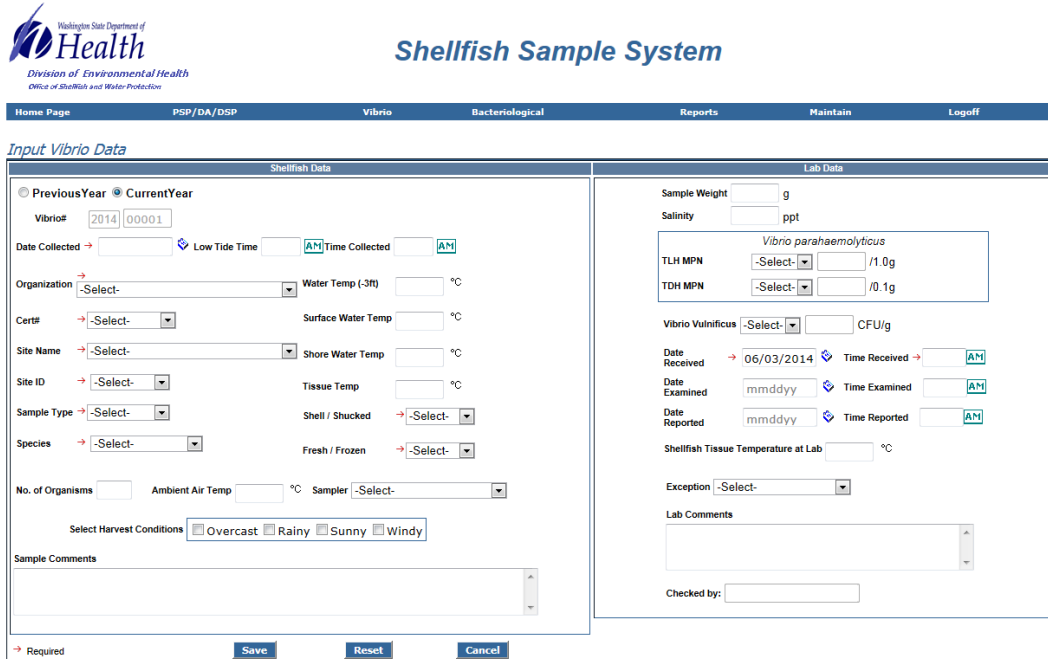 Washington State Department of
Health
Division of Environmental Health
Office of Shellfish and Water Protection
Shellfish Sample System
Home Page PSP/DA/DSP Vibrio Bacteriological Reports Maintain Logoff
Input Vibrio Data
Shellfish Data
PreviousYear CurrentYear
Vibrio# 2014 00001
Date Collected → Low Tide Time AM Time Collected AM
Organization → -Select- Water Temp (-3ft) °C
Cert# → -Select- Surface Water Temp °C
Site Name → -Select- Shore Water Temp °C
Site ID → -Select- Tissue Temp °C
Sample Type → -Select- Shell / Shucked → -Select-
Species → -Select- Fresh / Frozen → -Select-
No. of Organisms Ambient Air Temp °C Sampler -Select-
Select Harvest Conditions Overcast Rainy Sunny Windy
Sample Comments
Lab Data
Sample Weight g
Salinity ppt
Vibrio parahaemolyticus
TLH MPN -Select- /1.0g
TDH MPN -Select- /0.1g
Vibrio Vulnificus -Select- CFU/g
Date Received → 06/03/2014 Time Received → AM
Date Examined mmddyy Time Examined AM
Date Reported mmddyy Time Reported AM
Shellfish Tissue Temperature at Lab °C
Exception -Select-
Lab Comments
Checked by:
→ Required Save Reset Cancel